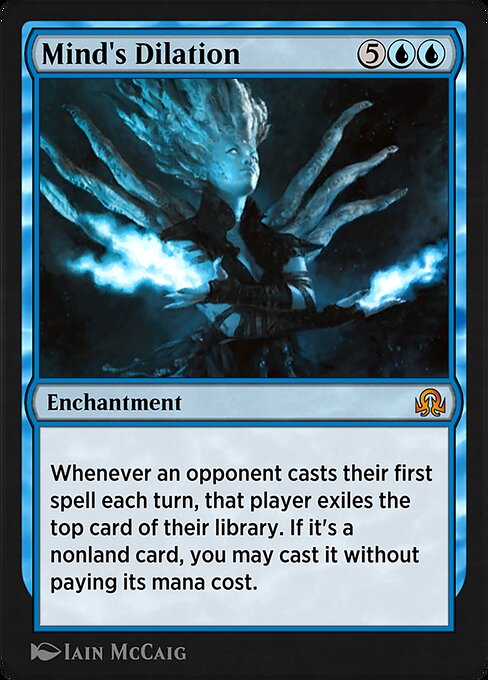 Mind's Dilation 5
Enchantment
Whenever an opponent casts their first
spell each turn, that player exiles the
top card of their library. If it's a
nonland card, you may cast it without
paying its mana cost.
Iain McCaig